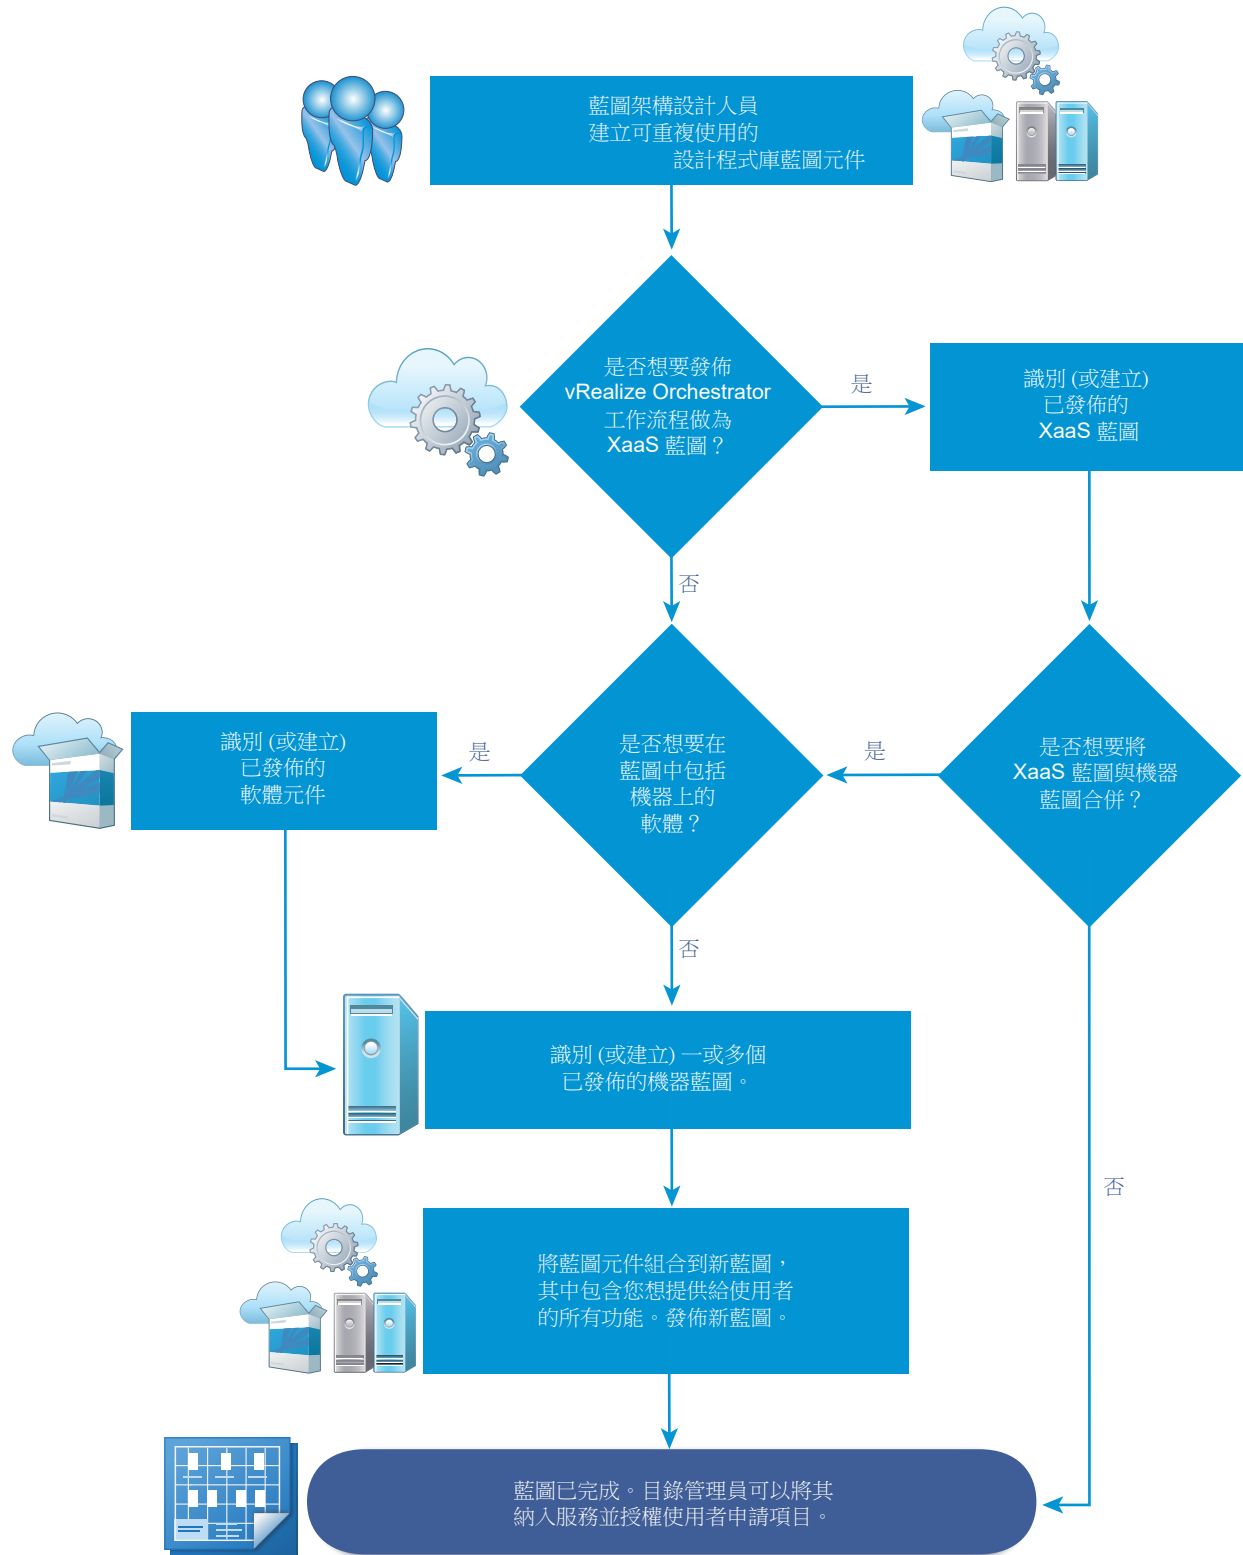 藍圖架構設計人員
建立可重複使用的
設計程式庫藍圖元件
是否想要發佈
vRealize Orchestrator
工作流程做為
XaaS 藍圖？
是
識別 (或建立)
已發佈的
XaaS 藍圖
否
識別 (或建立)
已發佈的
軟體元件
是
是否想要在
藍圖中包括
機器上的
軟體？
是
是否想要將
XaaS 藍圖與機器
藍圖合併？
否
識別 (或建立) 一或多個
已發佈的機器藍圖。
否
將藍圖元件組合到新藍圖，
其中包含您想提供給使用者
的所有功能。發佈新藍圖。
藍圖已完成。目錄管理員可以將其
納入服務並授權使用者申請項目。